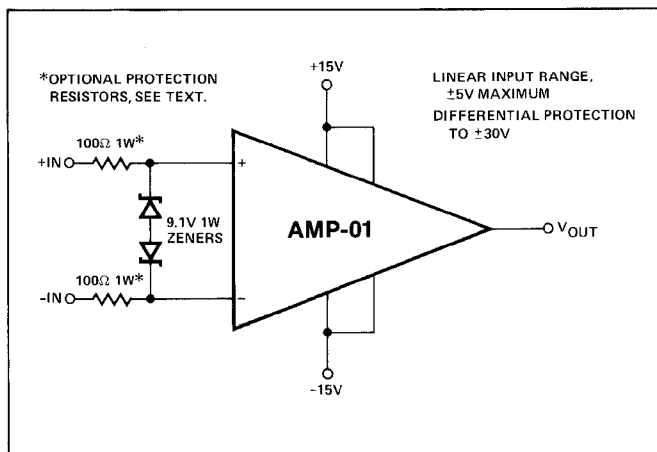 *OPTIONAL PROTECTION
RESISTORS, SEE TEXT.
+15V
LINEAR INPUT RANGE,
±5V MAXIMUM
DIFFERENTIAL PROTECTION
TO ±30V
100Ω 1W*
+IN
+
9.1V 1W
ZENERS
AMP-01
VOUT
100Ω 1W*
-IN
−
-15V